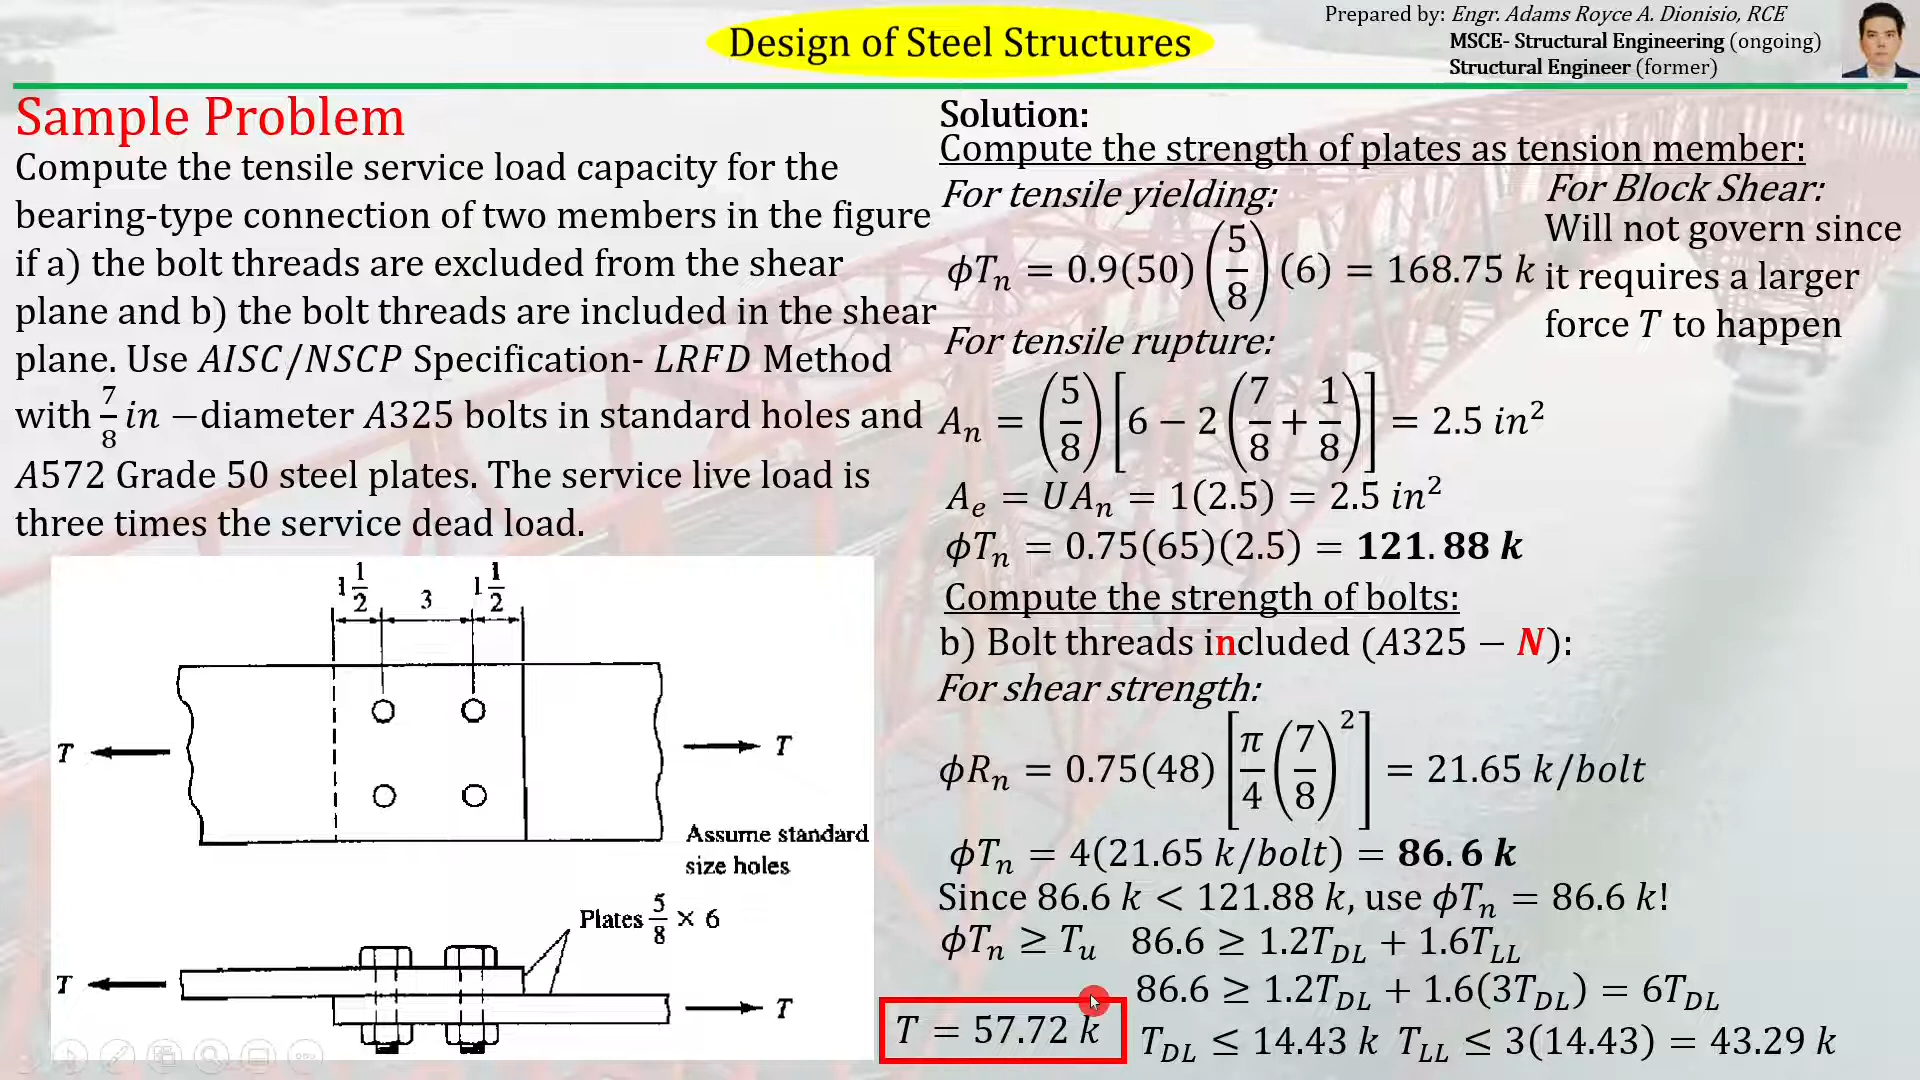 Design of Steel Structures
Prepared by: Engr. Adams Royce A. Dionisio, RCE
MSCE- Structural Engineering (ongoing)
Structural Engineer (former)
Sample Problem
Compute the tensile service load capacity for the
bearing-type connection of two members in the figure
if a) the bolt threads are excluded from the shear
plane and b) the bolt threads are included in the shear
plane. Use AISC/NSCP Specification- LRFD Method
with 7/8 in −diameter A325 bolts in standard holes and
A572 Grade 50 steel plates. The service live load is
three times the service dead load.
1 1/2
3
1 1/2
T
T
Assume standard
size holes
Plates 5/8 × 6
T
T
Solution:
Compute the strength of plates as tension member:
For tensile yielding:
ϕTₙ = 0.9(50)(5/8)(6) = 168.75 k
For tensile rupture:
Aₙ = (5/8)[6 − 2(7/8 + 1/8)] = 2.5 in²
Aₑ = UAₙ = 1(2.5) = 2.5 in²
ϕTₙ = 0.75(65)(2.5) = 121.88 k
For Block Shear:
Will not govern since
it requires a larger
force T to happen
Compute the strength of bolts:
b) Bolt threads included (A325 − N):
For shear strength:
ϕRₙ = 0.75(48)[π/4(7/8)²] = 21.65 k/bolt
ϕTₙ = 4(21.65 k/bolt) = 86.6 k
Since 86.6 k < 121.88 k, use ϕTₙ = 86.6 k!
ϕTₙ ≥ Tᵤ 86.6 ≥ 1.2T_DL + 1.6T_LL
86.6 ≥ 1.2T_DL + 1.6(3T_DL) = 6T_DL
T = 57.72 k
T_DL ≤ 14.43 k T_LL ≤ 3(14.43) = 43.29 k